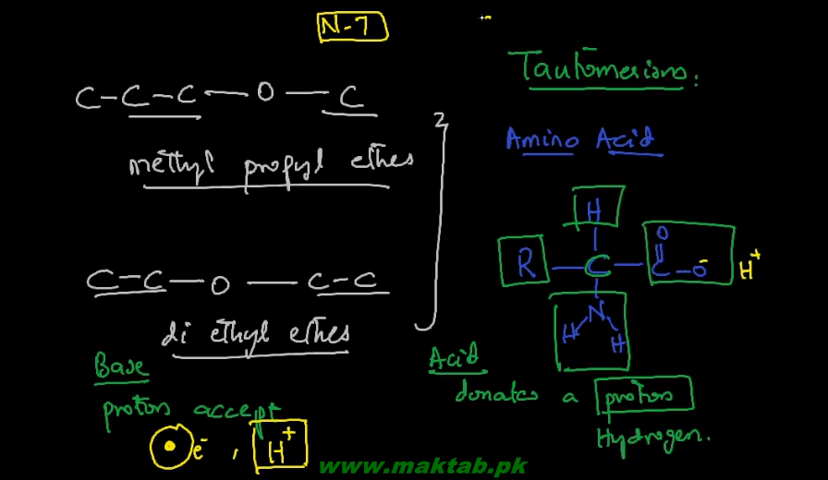 N-7
C-C-C-O-C
methyl propyl ether
C-C-O-C-C
di ethyl ether
Base
proton accept
e⁻, H⁺
Tautomerism:
Amino Acid
H
O
R-C-C-O⁻ H⁺
N
H H
Acid
donates a proton
Hydrogen.
www.maktab.pk